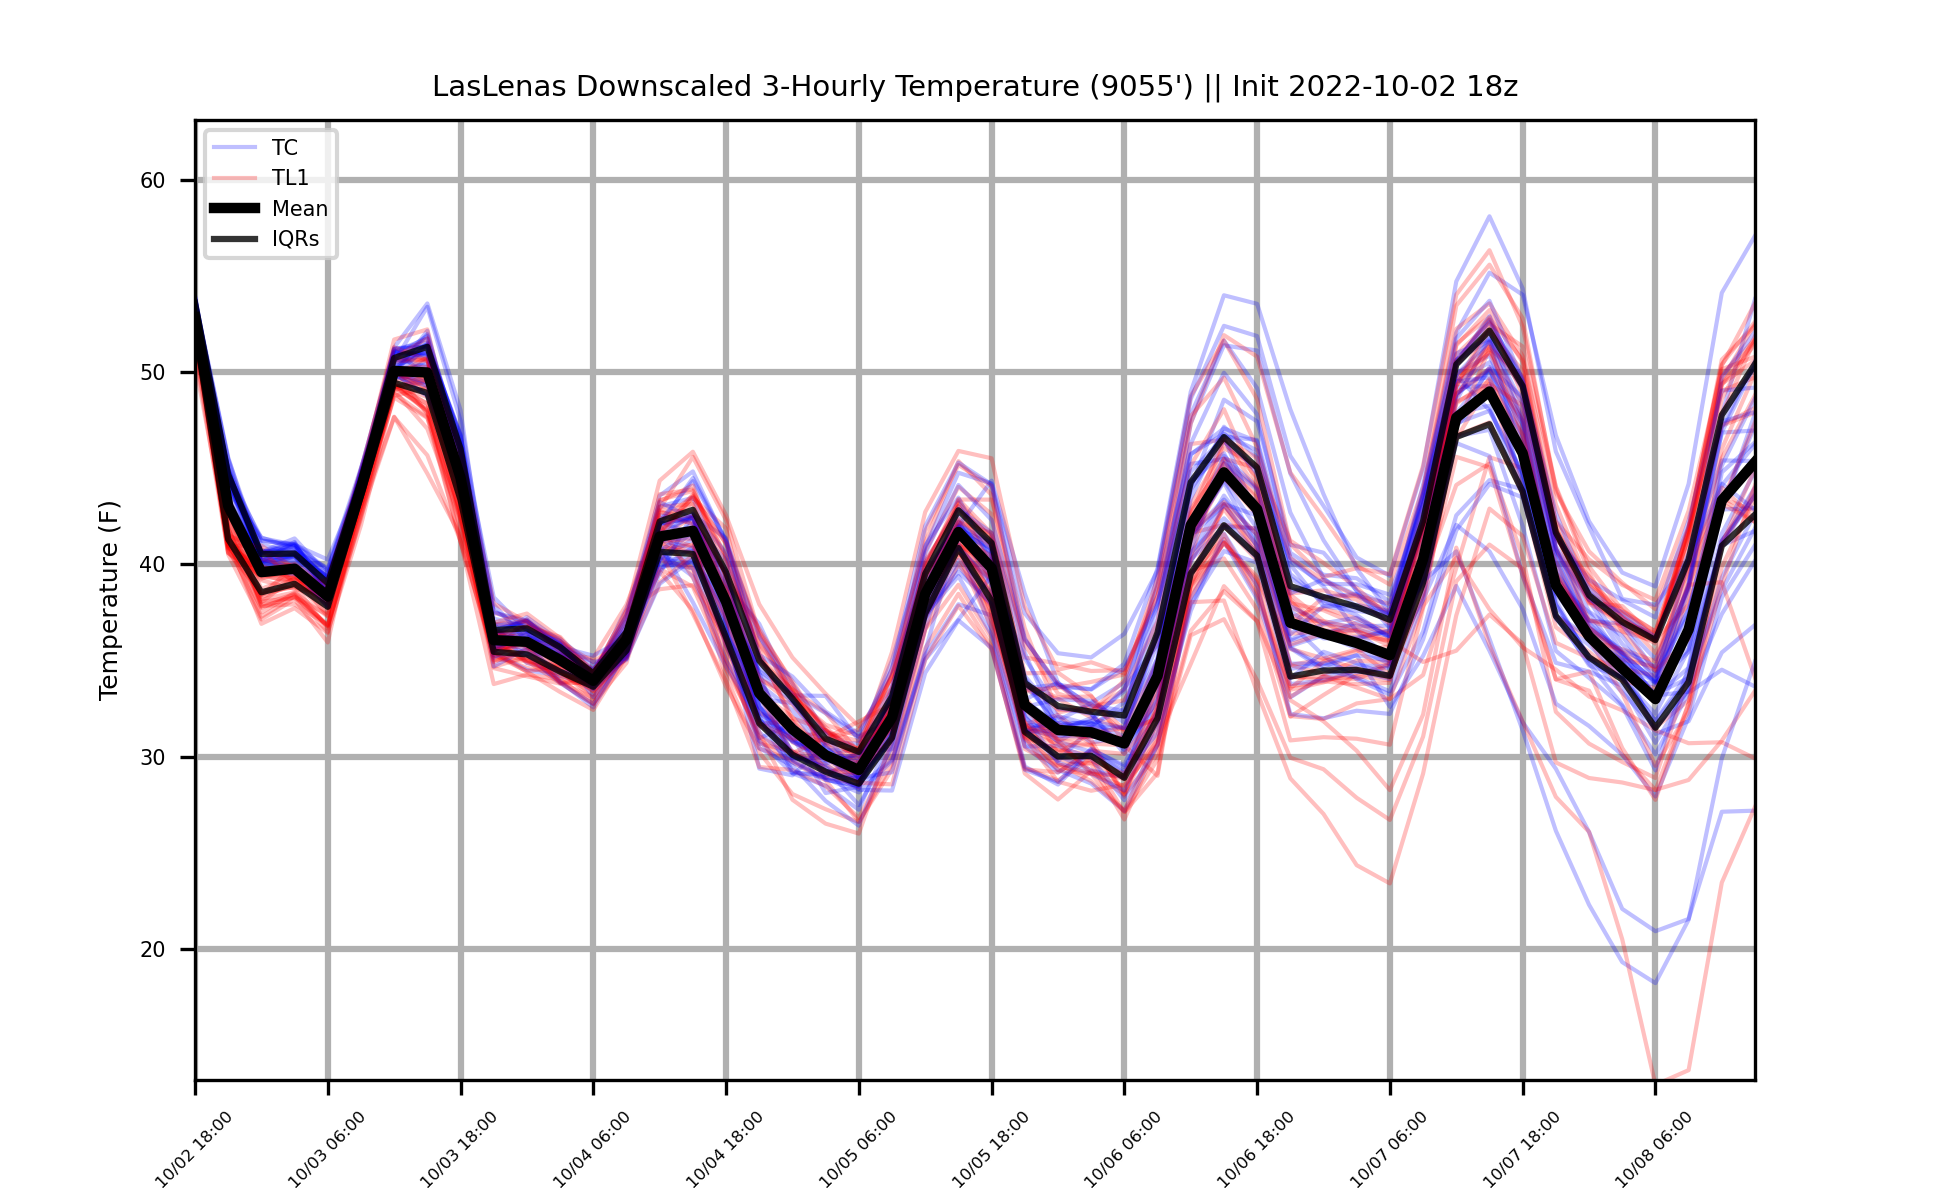 LasLenas Downscaled 3-Hourly Temperature (9055') || Init 2022-10-02 18z
TC
TL1
Mean
IQRs
Temperature (F)
60
50
40
30
20
10/02 18:00
10/03 06:00
10/03 18:00
10/04 06:00
10/04 18:00
10/05 06:00
10/05 18:00
10/06 06:00
10/06 18:00
10/07 06:00
10/07 18:00
10/08 06:00